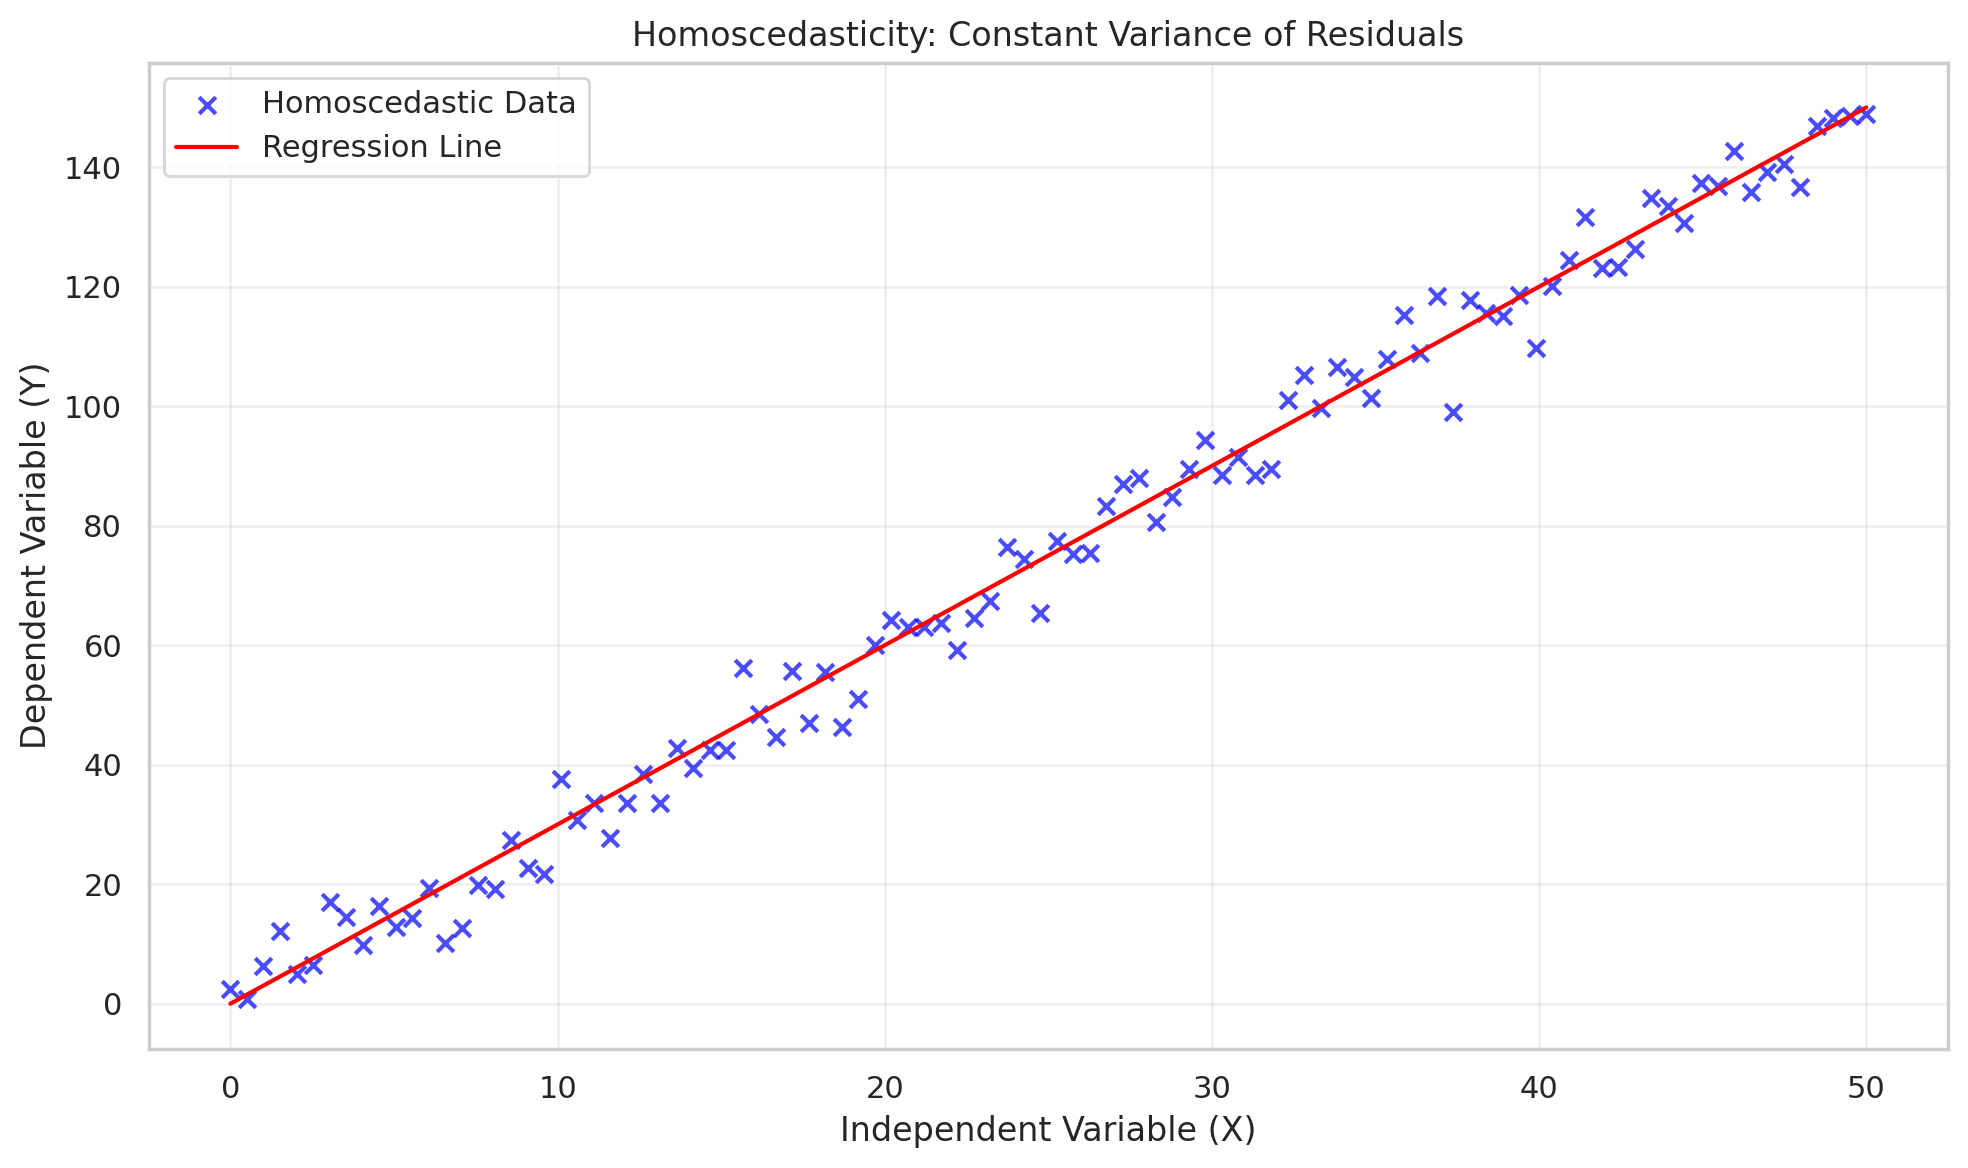 Homoscedasticity: Constant Variance of Residuals
Homoscedastic Data
Regression Line
Dependent Variable (Y)
140
120
100
80
60
40
20
0
0 10 20 30 40 50
Independent Variable (X)